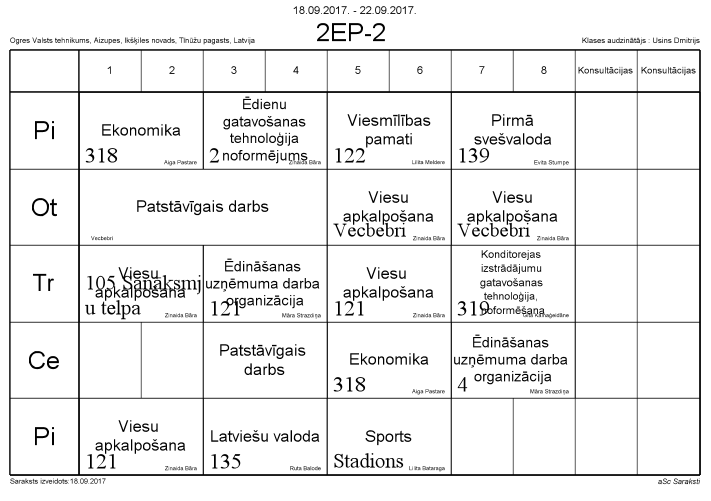 18.09.2017. - 22.09.2017.
Ogres Valsts tehnikums, Aizupes, Ikšķiles novads, Tīnūžu pagasts, Latvija
2EP-2
Klases audzinātājs : Usins Dmitrijs
1 2 3 4 5 6 7 8 Konsultācijas Konsultācijas
Pi
Ekonomika
318
Aiga Pastare
Ēdienu
gatavošanas
tehnoloģija
noformējums
2
Zinaida Bāra
Viesmīlības
pamati
122
Lilita Meldere
Pirmā
svešvaloda
139
Evita Stumpe
Ot
Patstāvīgais darbs
Vecbebri
Viesu
apkalpošana
Vecbebri
Zinaida Bāra
Viesu
apkalpošana
Vecbebri
Zinaida Bāra
Tr
Viesu
apkalpošana
105 Sanāksmj
u telpa
Zinaida Bāra
Ēdināšanas
uzņēmuma darba
organizācija
121
Māra Strazdiņa
Viesu
apkalpošana
121
Zinaida Bāra
Konditorejas
izstrādājumu
gatavošanas
tehnoloģija,
noformēšana
319
Ce
Patstāvīgais
darbs
Ekonomika
318
Aiga Pastare
Ēdināšanas
uzņēmuma darba
organizācija
4
Māra Strazdiņa
Pi
Viesu
apkalpošana
121
Zinaida Bāra
Latviešu valoda
135
Ruta Balode
Sports
Stadions
Lilita Bataraga
Saraksts izveidots:18.09.2017
aSc Saraksti